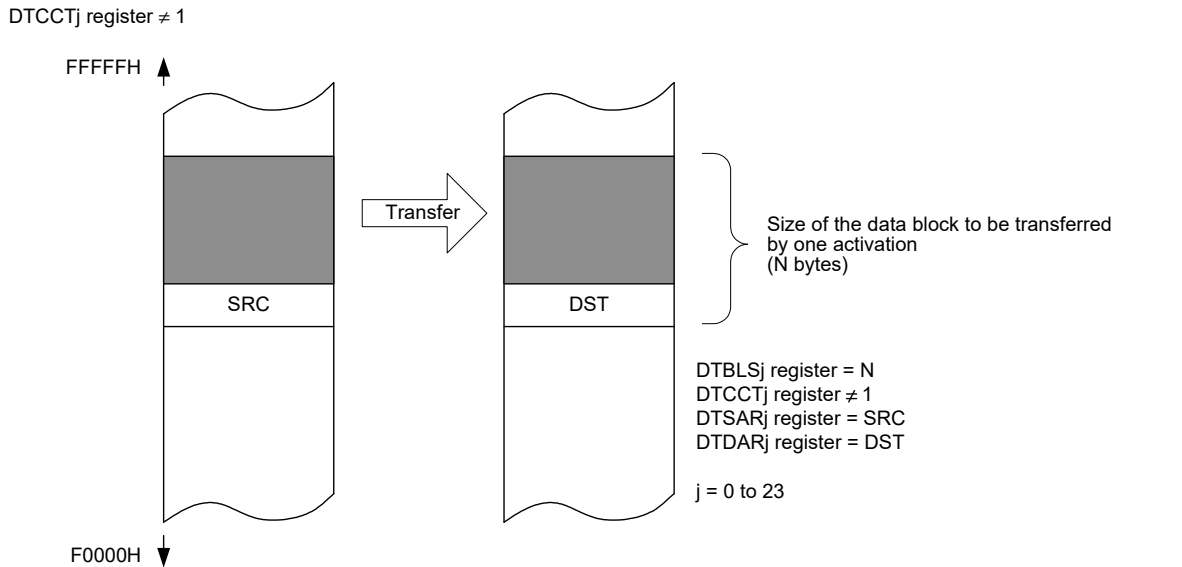 DTCCTj register ≠ 1
FFFFFH
Transfer
Size of the data block to be transferred
by one activation
(N bytes)
SRC
DST
DTBLSj register = N
DTCCTj register ≠ 1
DTSARj register = SRC
DTDARj register = DST
j = 0 to 23
F0000H